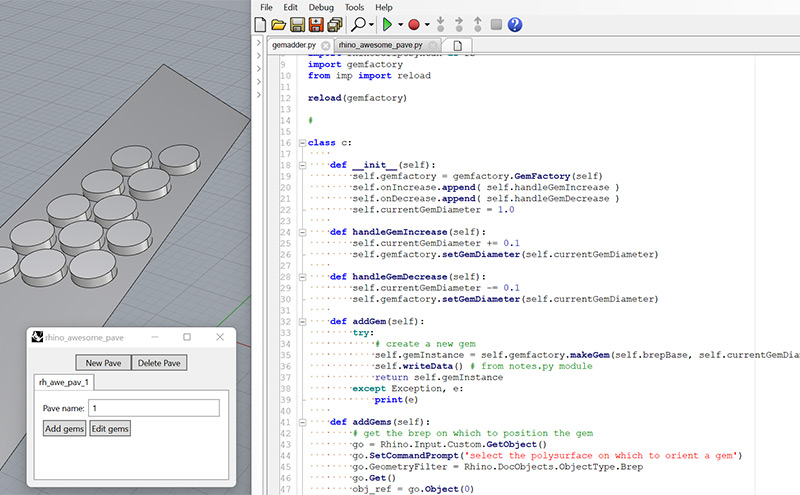 File Edit Debug Tools Help
gemadder.py rhino_awesome_pave.py
9 import gemfactory
10 from imp import reload
11
12 reload(gemfactory)
13
14 #
15
16 class c:
17
18 def __init__(self):
19 self.gemfactory = gemfactory.GemFactory(self)
20 self.onIncrease.append( self.handleGemIncrease )
21 self.onDecrease.append( self.handleGemDecrease )
22 self.currentGemDiameter = 1.0
23
24 def handleGemIncrease(self):
25 self.currentGemDiameter += 0.1
26 self.gemfactory.setGemDiameter(self.currentGemDiameter)
27
28 def handleGemDecrease(self):
29 self.currentGemDiameter -= 0.1
30 self.gemfactory.setGemDiameter(self.currentGemDiameter)
31
32 def addGem(self):
33 try:
34 # create a new gem
35 self.gemInstance = self.gemfactory.makeGem(self.brepBase, self.currentGemDia
36 self.writeData() # from notes.py module
37 return self.gemInstance
38 except Exception, e:
39 print(e)
40
41 def addGems(self):
42 # get the brep on which to position the gem
43 go = Rhino.Input.Custom.GetObject()
44 go.SetCommandPrompt('select the polysurface on which to orient a gem')
45 go.GeometryFilter = Rhino.DocObjects.ObjectType.Brep
46 go.Get()
47 obj_ref = go.Object(0)
rhino_awesome_pave
New Pave Delete Pave
rh_awe_pav_1
Pave name: 1
Add gems Edit gems